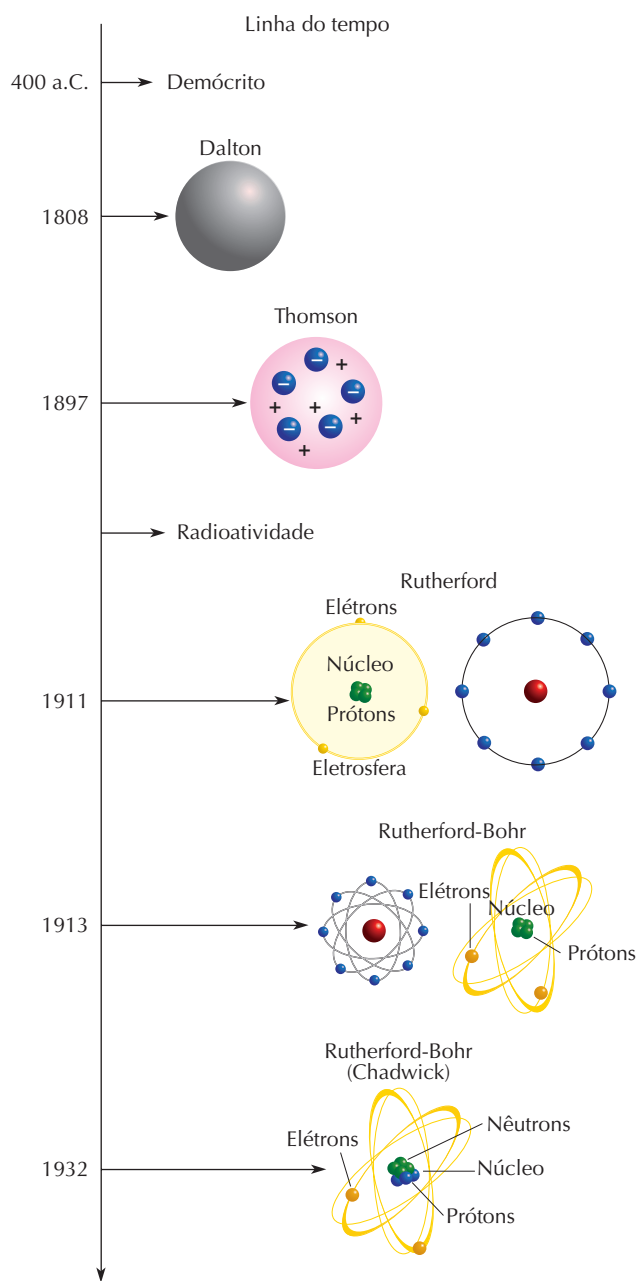 Linha do tempo
400 a.C.
Demócrito
Dalton
1808
Thomson
− + − − + + + − − +
1897
Radioatividade
Rutherford
Elétrons
Núcleo
1911
Prótons
Eletrosfera
Rutherford-Bohr
Elétrons
Núcleo
1913
Prótons
Rutherford-Bohr
(Chadwick)
Nêutrons
Elétrons
1932
Núcleo
Prótons